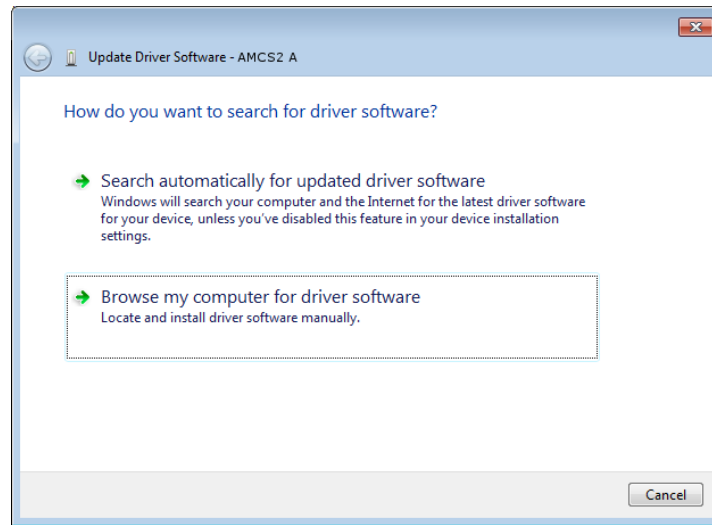 Update Driver Software - AMCS2 A
How do you want to search for driver software?
Search automatically for updated driver software
Windows will search your computer and the Internet for the latest driver software
for your device, unless you've disabled this feature in your device installation
settings.
Browse my computer for driver software
Locate and install driver software manually.
Cancel